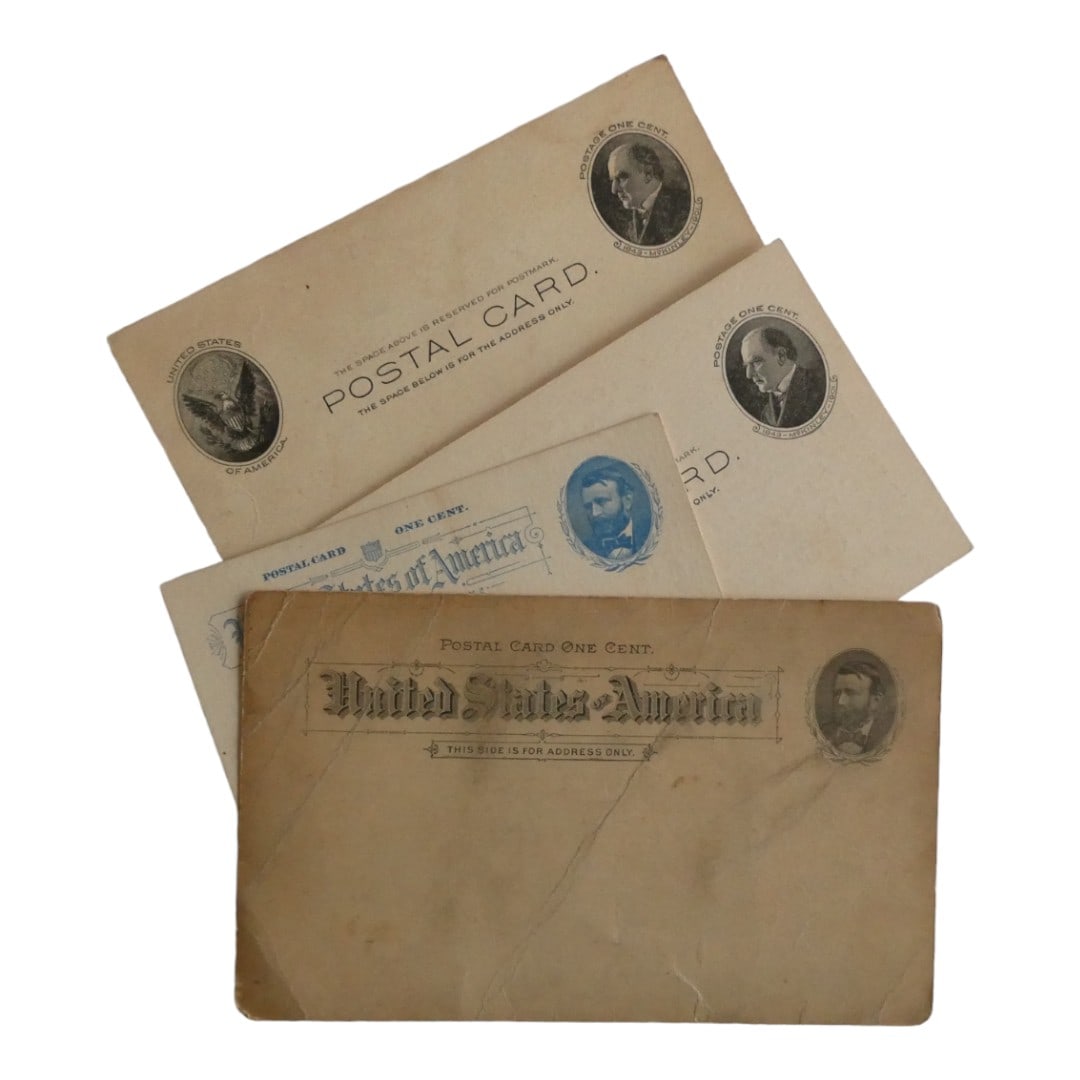 POSTAGE ONE CENT.
1843-McKINLEY-1901
THE SPACE ABOVE IS RESERVED FOR POSTMARK.
POSTAL CARD.
THE SPACE BELOW IS FOR THE ADDRESS ONLY.
UNITED STATES
OF AMERICA.
POSTAGE ONE CENT.
1843-McKINLEY-1901
MARK.
RD.
ONLY.
POSTAL CARD ONE CENT.
States of America
POSTAL CARD ONE CENT.
United States of America
THIS SIDE IS FOR ADDRESS ONLY.